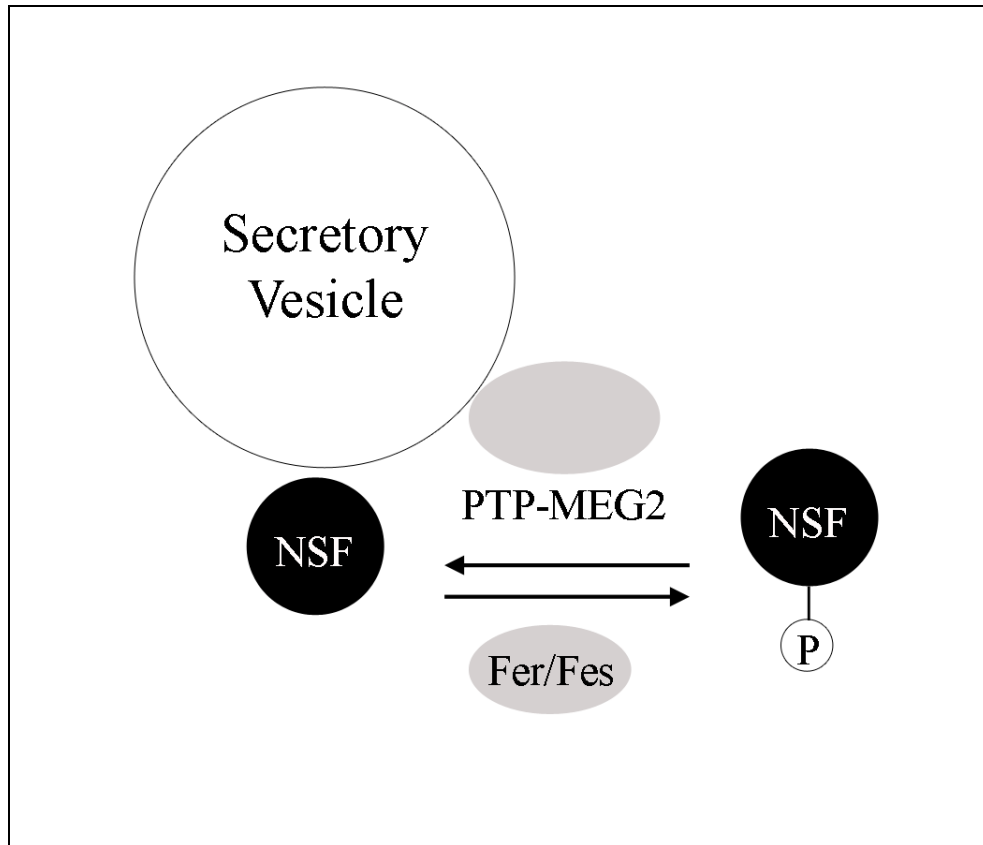 Secretory
Vesicle
PTP-MEG2
NSF
NSF
Fer/Fes
P